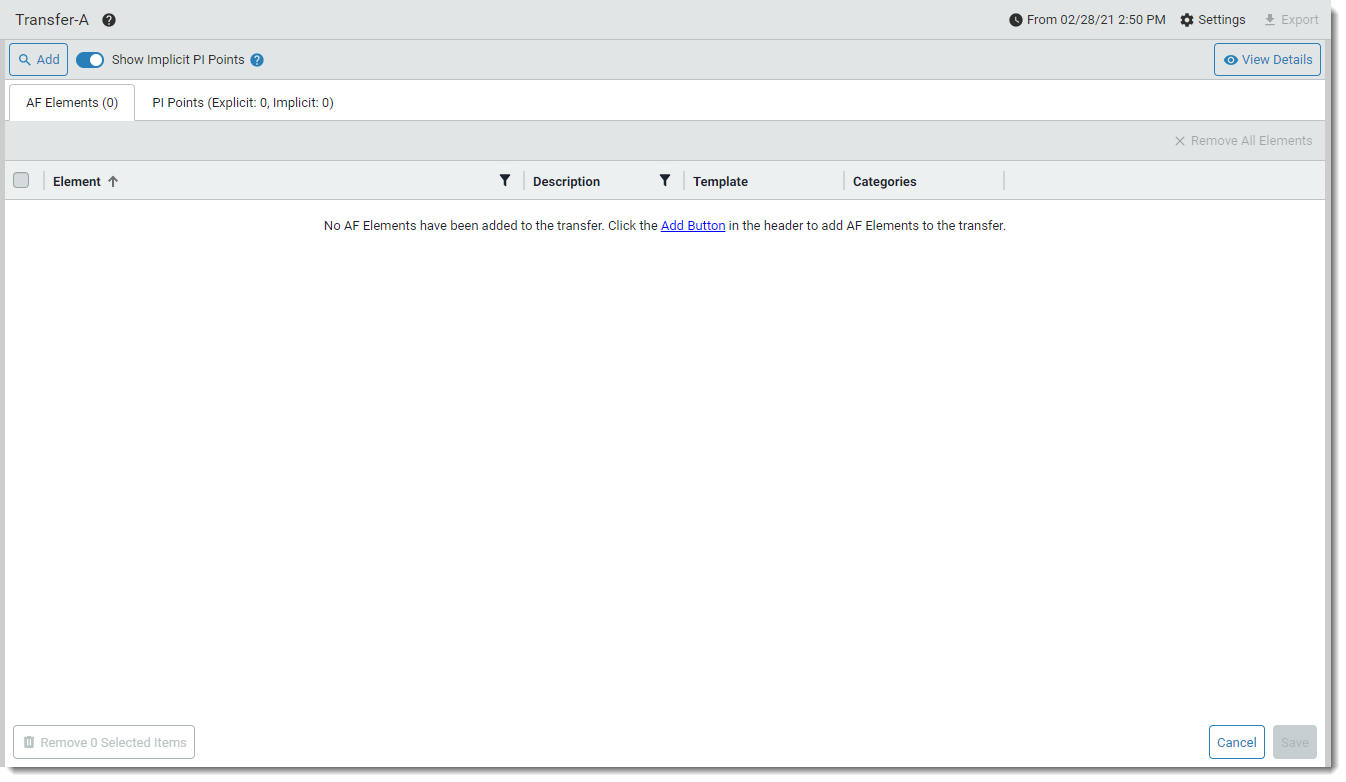 Transfer-A ? From 02/28/21 2:50 PM Settings Export
Add Show Implicit PI Points ? View Details
AF Elements (0) PI Points (Explicit: 0, Implicit: 0)
Remove All Elements
Element Description Template Categories
No AF Elements have been added to the transfer. Click the Add Button in the header to add AF Elements to the transfer.
Remove 0 Selected Items Cancel Save